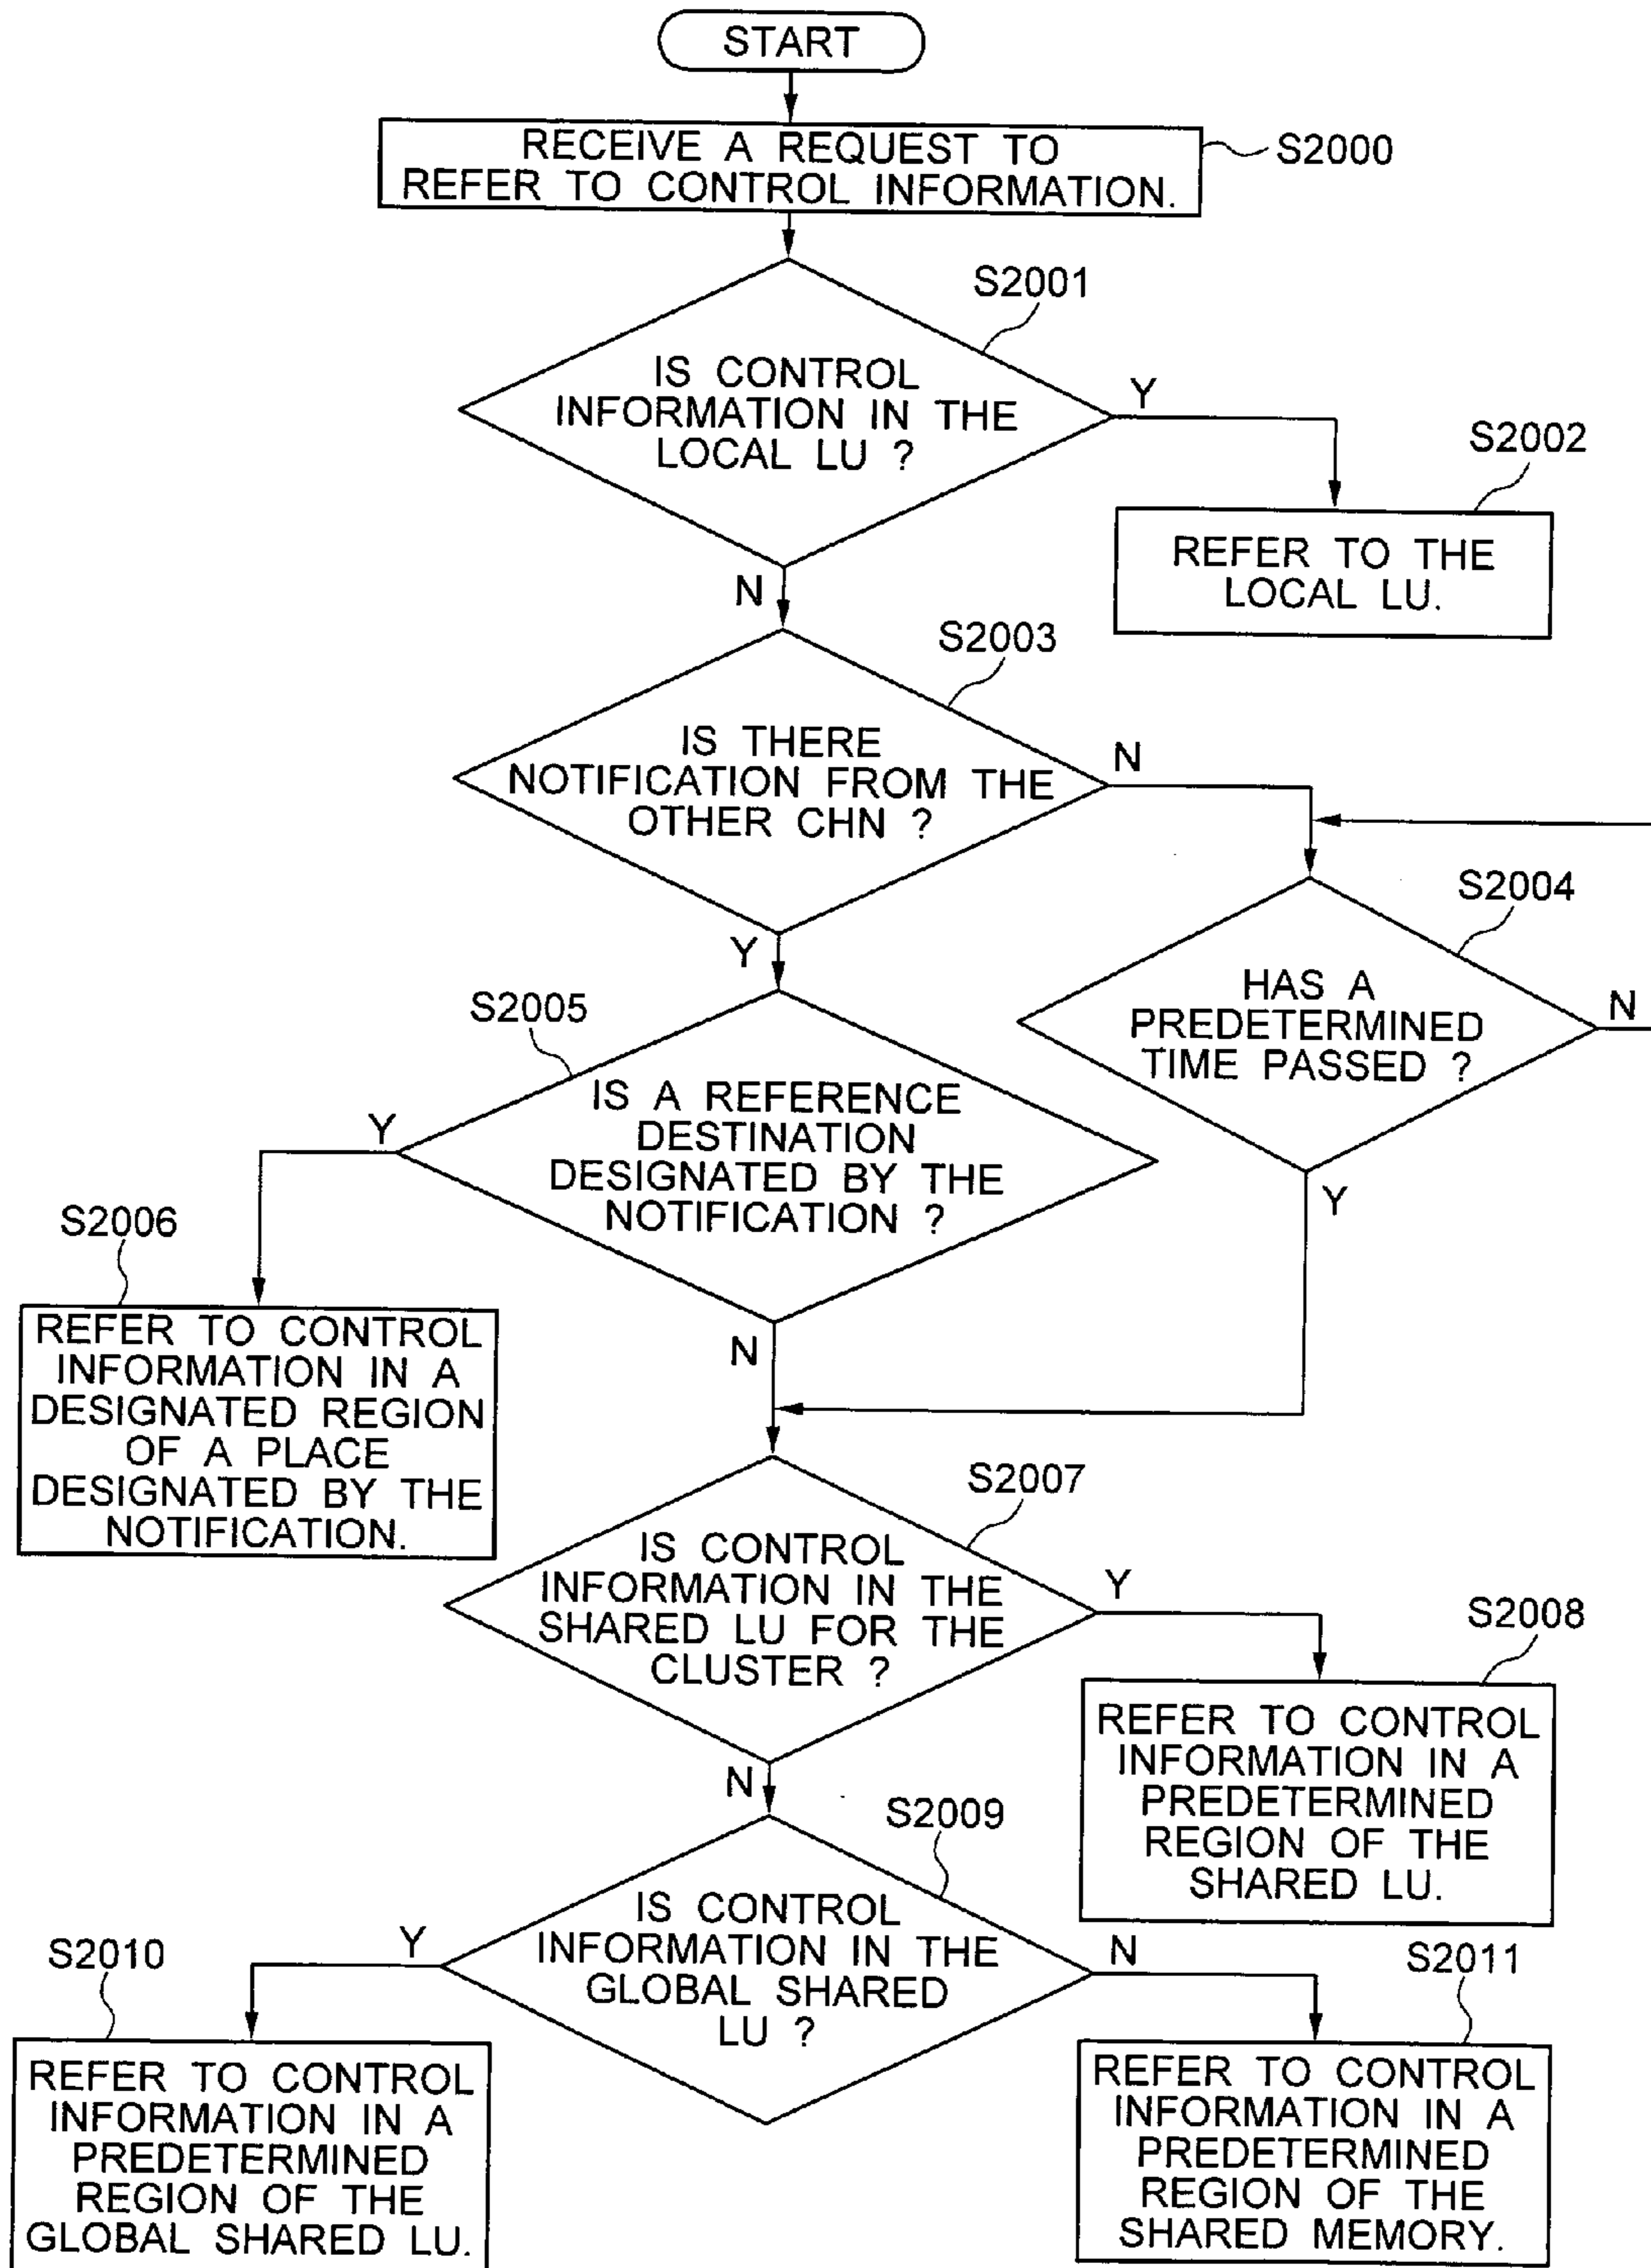 START
RECEIVE A REQUEST TO
REFER TO CONTROL INFORMATION.
S2000
S2001
IS CONTROL
INFORMATION IN THE
LOCAL LU ?
Y
N
S2002
REFER TO THE
LOCAL LU.
S2003
IS THERE
NOTIFICATION FROM THE
OTHER CHN ?
N
Y
S2004
HAS A
PREDETERMINED
TIME PASSED ?
N
Y
S2005
IS A REFERENCE
DESTINATION
DESIGNATED BY THE
NOTIFICATION ?
Y
N
S2006
REFER TO CONTROL
INFORMATION IN A
DESIGNATED REGION
OF A PLACE
DESIGNATED BY THE
NOTIFICATION.
S2007
IS CONTROL
INFORMATION IN THE
SHARED LU FOR THE
CLUSTER ?
Y
N
S2008
REFER TO CONTROL
INFORMATION IN A
PREDETERMINED
REGION OF THE
SHARED LU.
S2009
IS CONTROL
INFORMATION IN THE
GLOBAL SHARED
LU ?
Y
N
S2010
REFER TO CONTROL
INFORMATION IN A
PREDETERMINED
REGION OF THE
GLOBAL SHARED LU.
S2011
REFER TO CONTROL
INFORMATION IN A
PREDETERMINED
REGION OF THE
SHARED MEMORY.